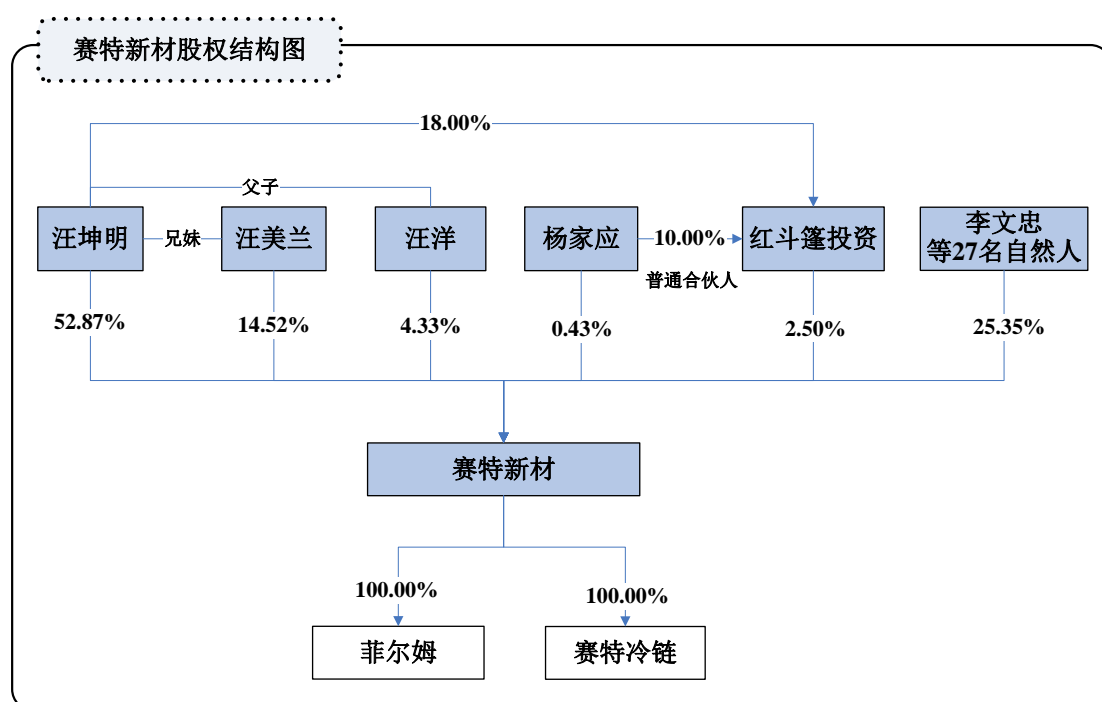 赛特新材股权结构图
18.00%
父子
汪坤明
兄妹
汪美兰
汪洋
杨家应
10.00%
普通合伙人
红斗篷投资
李文忠
等27名自然人
52.87%
14.52%
4.33%
0.43%
2.50%
25.35%
赛特新材
100.00%
100.00%
菲尔姆
赛特冷链